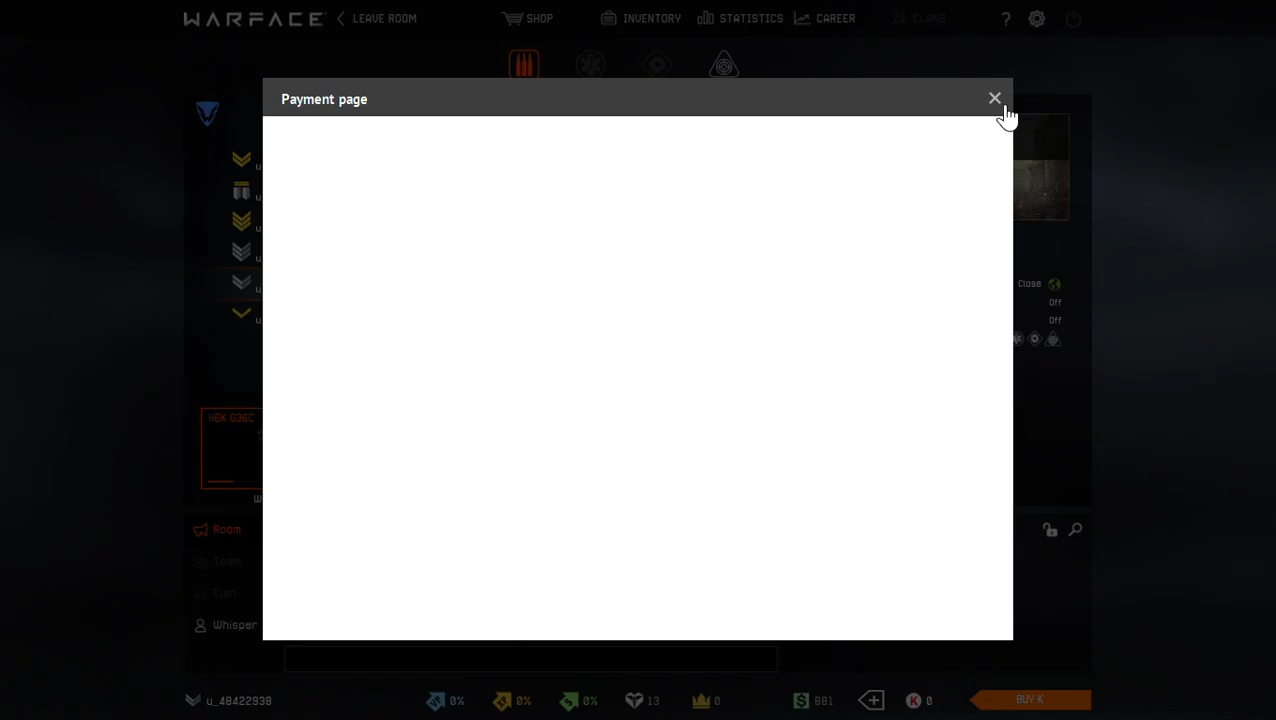 WARFACE LEAVE ROOM SHOP INVENTORY STATISTICS CAREER CLANS ?
Payment page
u
u
u
u
u
u
Close
Off
Off
H&K G36C
W
Room
Team
Clan
Whisper
u_48422938 0% 0% 0% 13 0 $ 881 K 0 BUY K